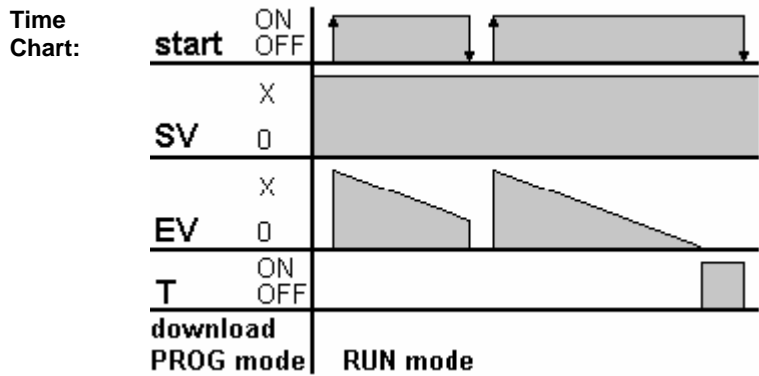 Time
Chart:
start ON
OFF
X
SV 0
X
EV 0
ON
T OFF
download
PROG mode RUN mode